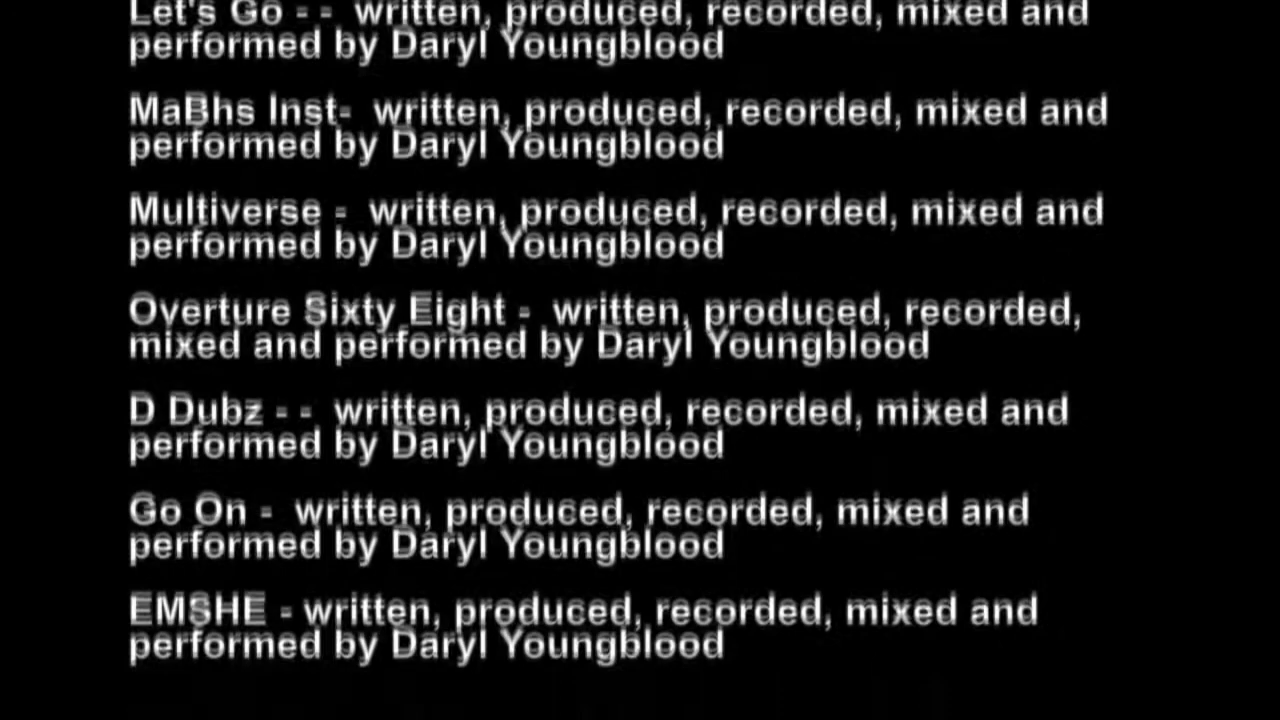 Let's Go - - written, produced, recorded, mixed and
performed by Daryl Youngblood
MaBhs Inst- written, produced, recorded, mixed and
performed by Daryl Youngblood
Multiverse - written, produced, recorded, mixed and
performed by Daryl Youngblood
Overture Sixty Eight - written, produced, recorded,
mixed and performed by Daryl Youngblood
D Dubz - - written, produced, recorded, mixed and
performed by Daryl Youngblood
Go On - written, produced, recorded, mixed and
performed by Daryl Youngblood
EMSHE - written, produced, recorded, mixed and
performed by Daryl Youngblood